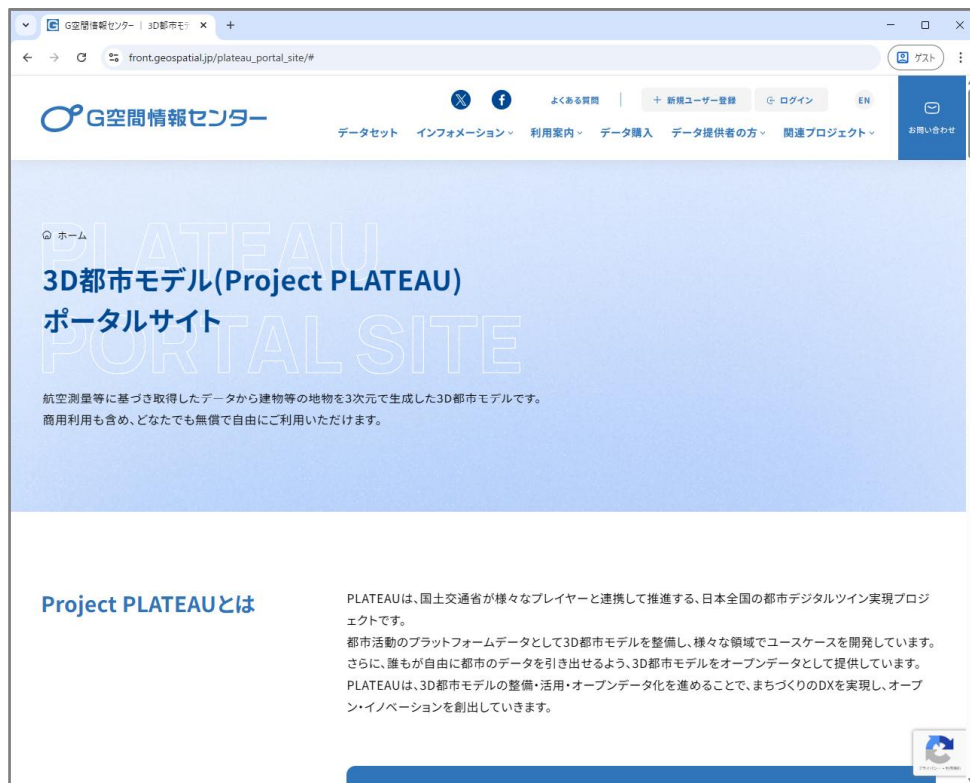 G空間情報センター | 3D都市モデ
front.geospatial.jp/plateau_portal_site/#
ゲスト
G空間情報センター
よくある質問
新規ユーザー登録
ログイン
EN
お問い合わせ
データセット
インフォメーション
利用案内
データ購入
データ提供者の方
関連プロジェクト
ホーム
PLATEAU
3D都市モデル(Project PLATEAU)
ポータルサイト
PORTAL SITE
航空測量等に基づき取得したデータから建物等の地物を3次元で生成した3D都市モデルです。
商用利用も含め、どなたでも無償で自由にご利用いただけます。
Project PLATEAUとは
PLATEAUは、国土交通省が様々なプレイヤーと連携して推進する、日本全国の都市デジタルツイン実現プロジ
ェクトです。
都市活動のプラットフォームデータとして3D都市モデルを整備し、様々な領域でユースケースを開発しています。
さらに、誰もが自由に都市のデータを引き出せるよう、3D都市モデルをオープンデータとして提供しています。
PLATEAUは、3D都市モデルの整備・活用・オープンデータ化を進めることで、まちづくりのDXを実現し、オープ
ン・イノベーションを創出していきます。